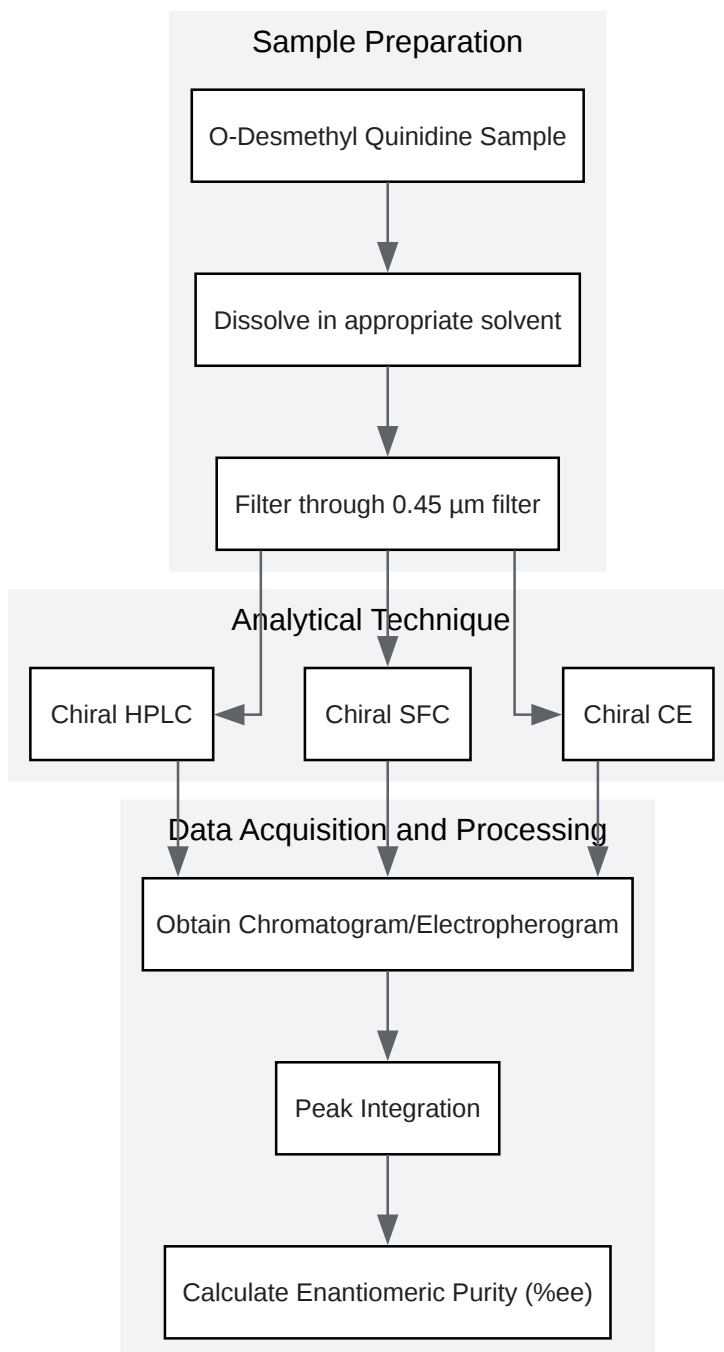 Sample Preparation
O-Desmethyl Quinidine Sample
Dissolve in appropriate solvent
Filter through 0.45 µm filter
Analytical Technique
Chiral HPLC
Chiral SFC
Chiral CE
Data Acquisition and Processing
Obtain Chromatogram/Electropherogram
Peak Integration
Calculate Enantiomeric Purity (%ee)